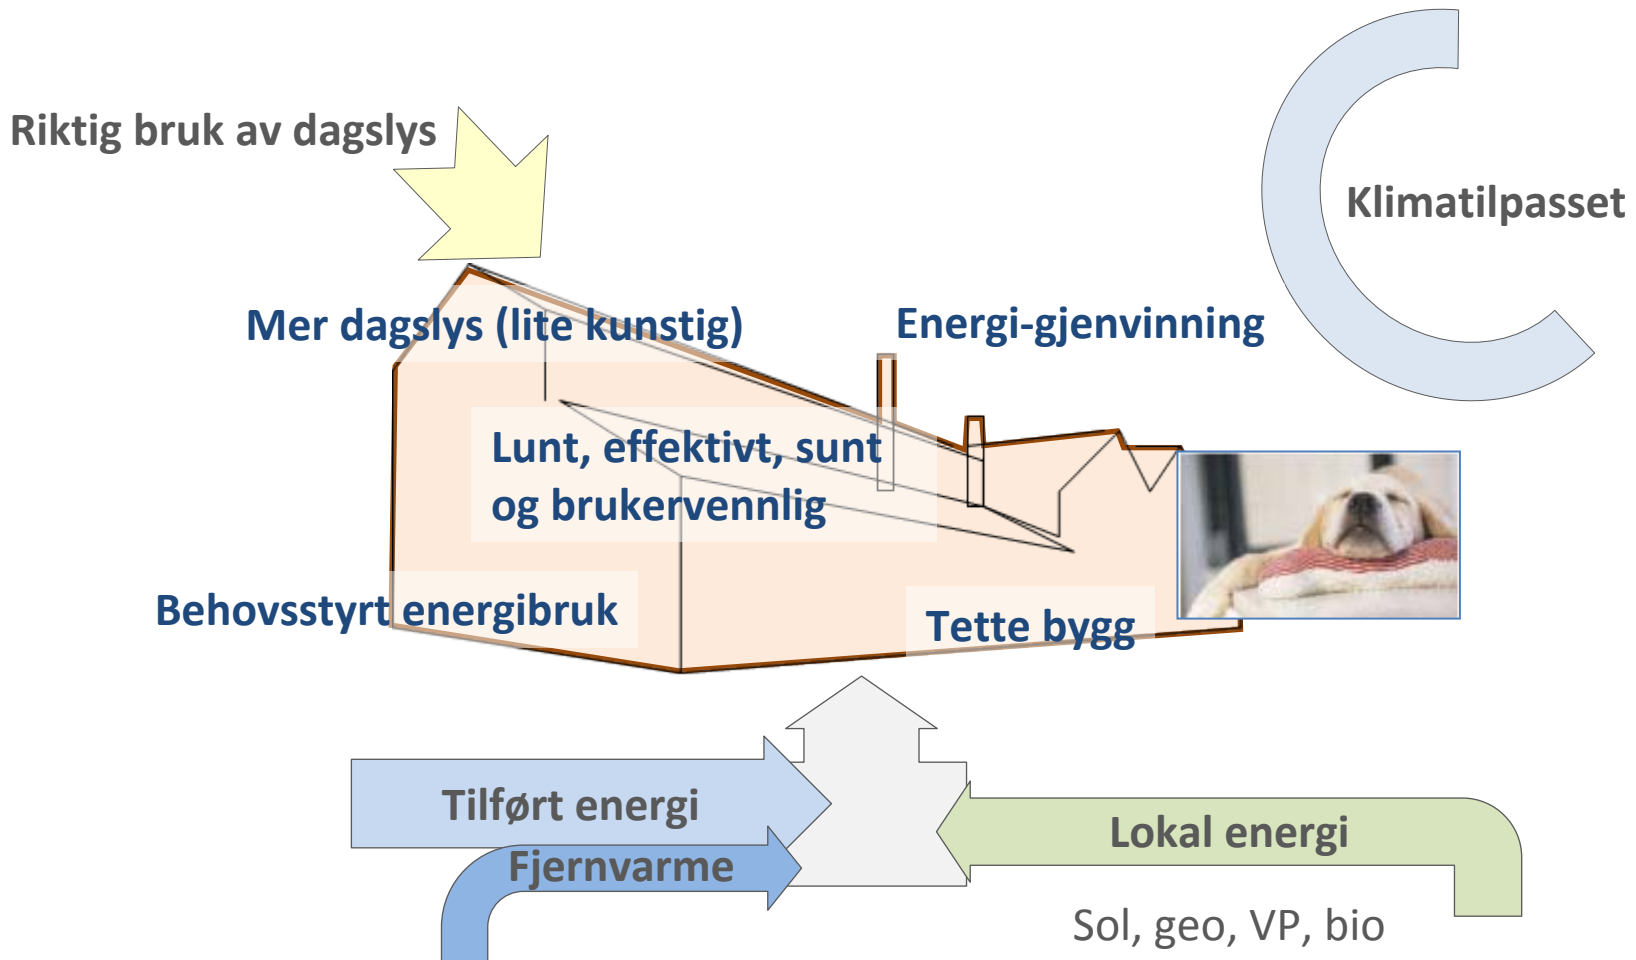 Riktig bruk av dagslys
Klimatilpasset
Mer dagslys (lite kunstig)
Energi-gjenvinning
Lunt, effektivt, sunt
og brukervennlig
Behovsstyrt energibruk
Tette bygg
Tilført energi
Lokal energi
Fjernvarme
Sol, geo, VP, bio